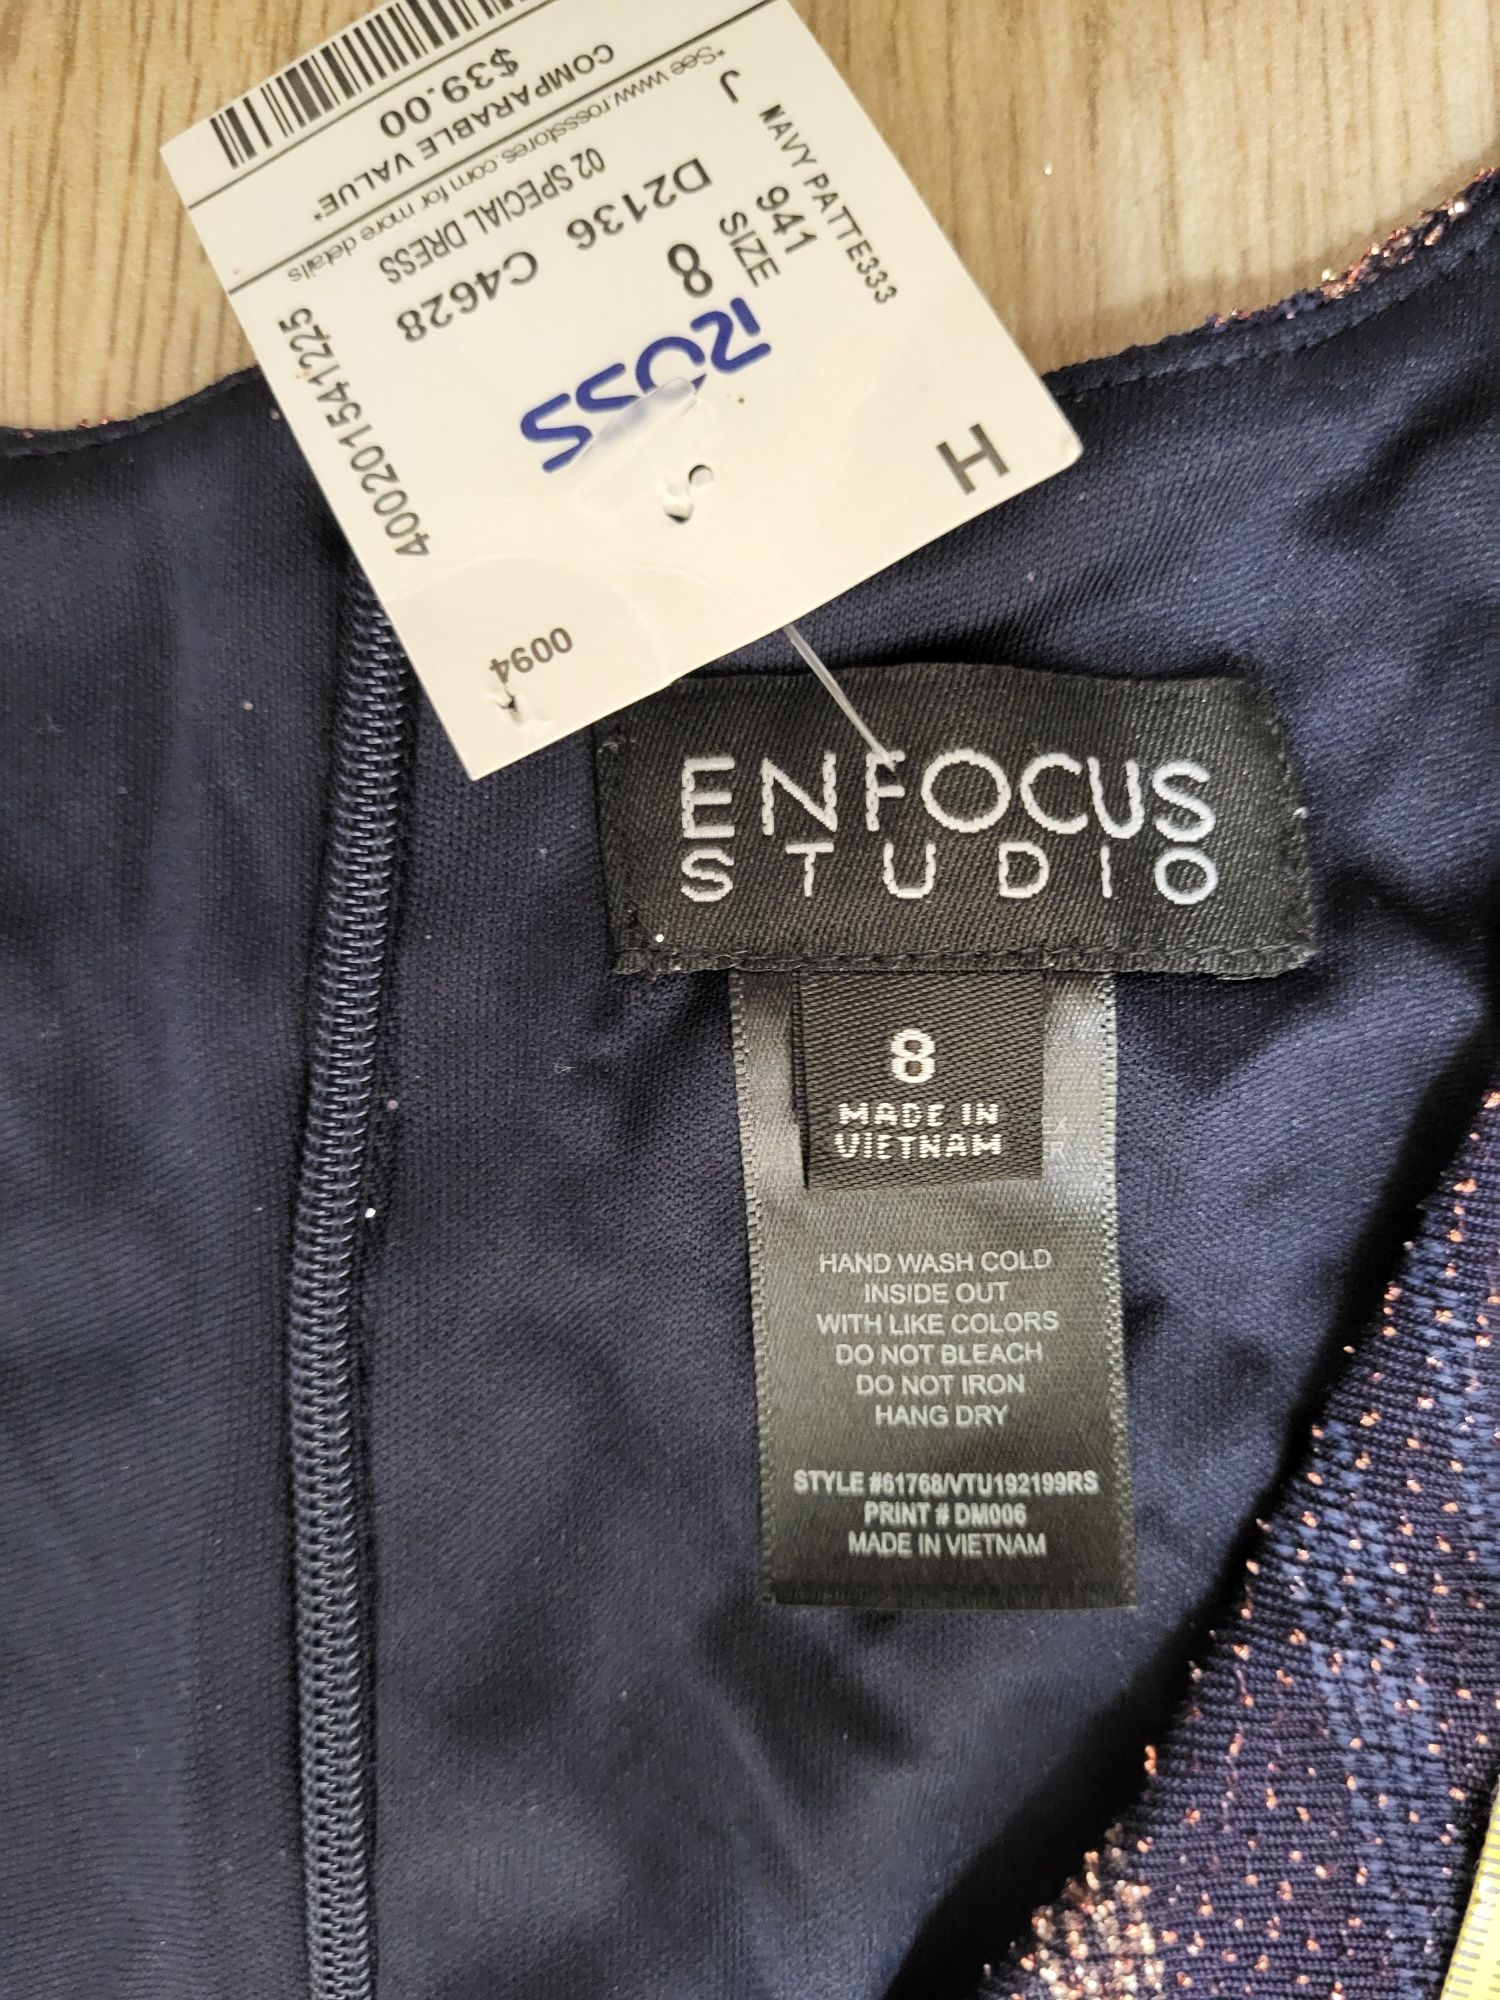 $39.00
COMPARABLE VALUE*
*See www.rossstores.com for more details
02 SPECIAL DRESS
D2136 C4628
400201541225
J
NAVY PATTE333
941
SIZE
8
ROSS
H
0094
ENFOCUS
STUDIO
8
MADE IN
VIETNAM
R
HAND WASH COLD
INSIDE OUT
WITH LIKE COLORS
DO NOT BLEACH
DO NOT IRON
HANG DRY
STYLE #61768/VTU192199RS
PRINT # DM006
MADE IN VIETNAM